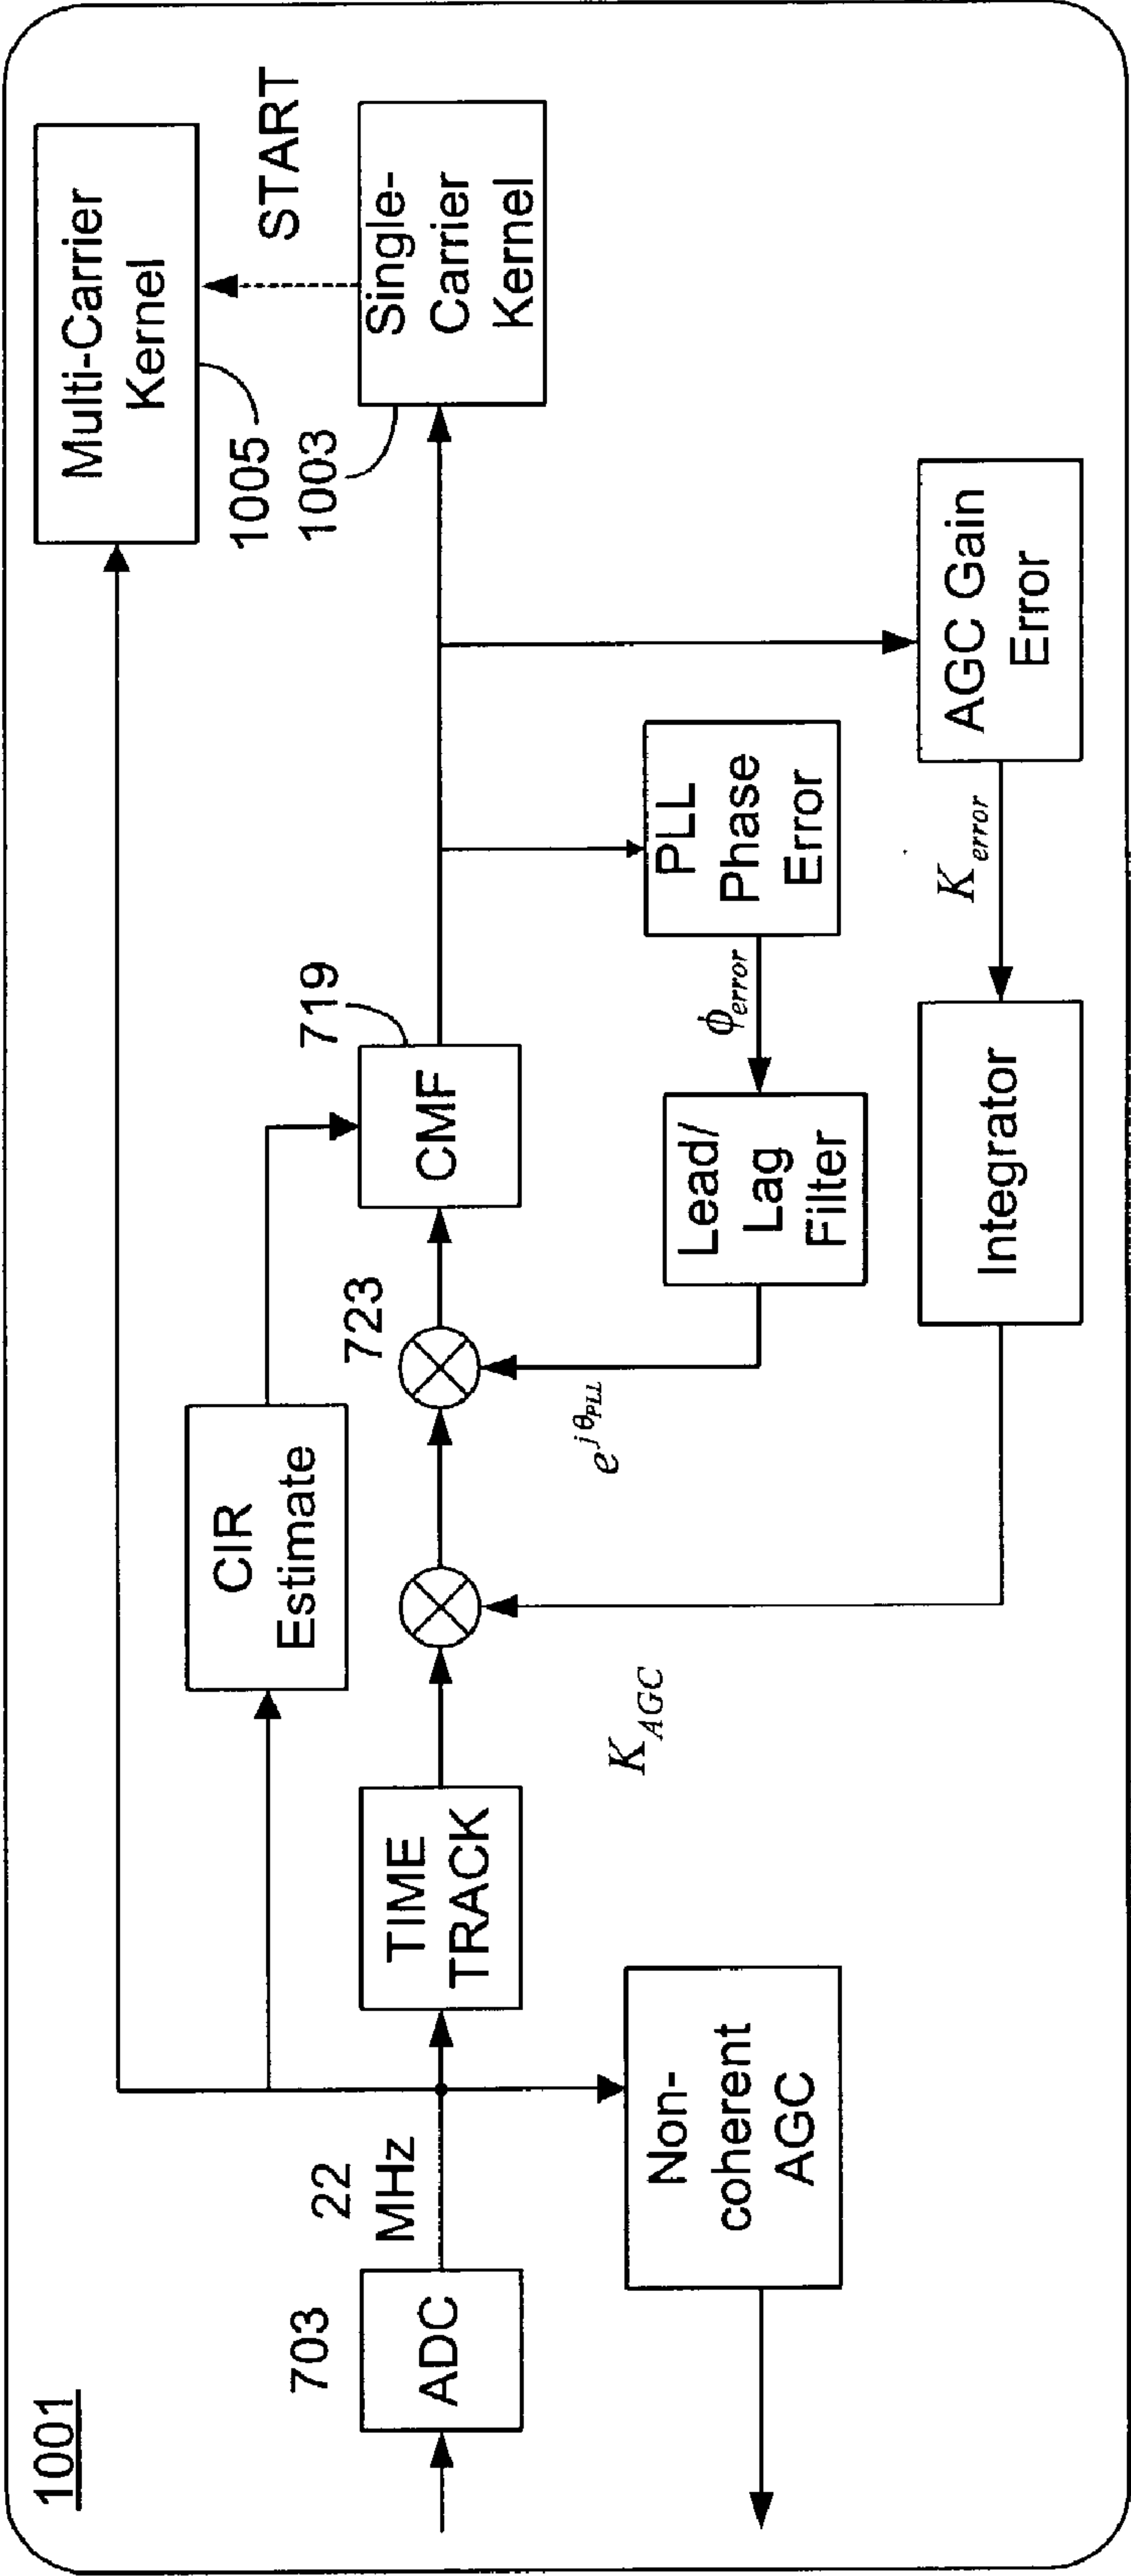 1001
703
ADC
22
MHz
Non-
coherent
AGC
TIME
TRACK
K_AGC
CIR
Estimate
723
e^{jθ_PLL}
719
CMF
Lead/
Lag
Filter
ϕ_error
PLL
Phase
Error
Integrator
K_error
AGC Gain
Error
Multi-Carrier
Kernel
1005
1003
START
Single-
Carrier
Kernel